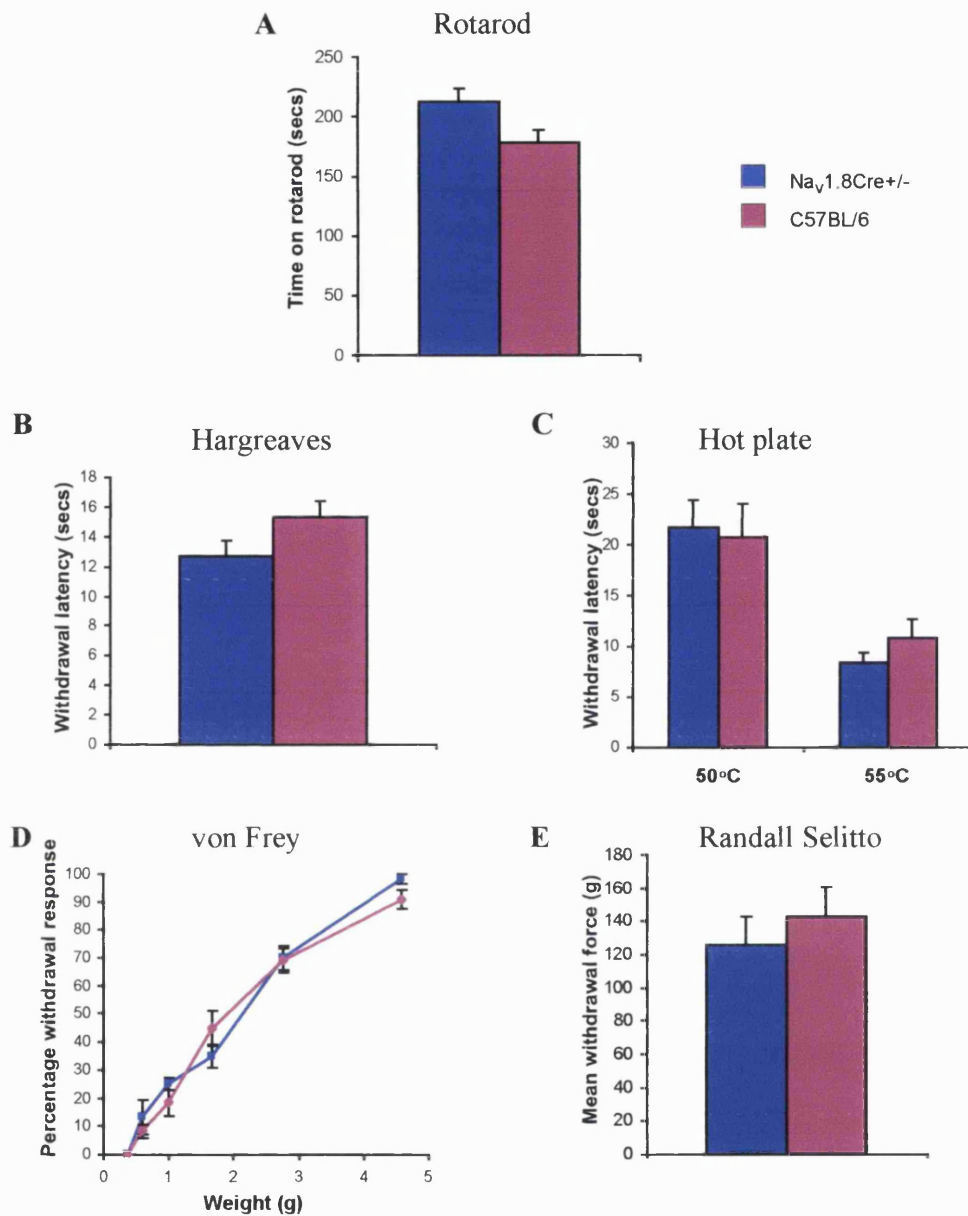 A
Rotarod
Time on rotarod (secs)
250
200
150
100
50
0
Nav1.8Cre+/-
C57BL/6
B
Hargreaves
Withdrawal latency (secs)
18
16
14
12
10
8
6
4
2
0
C
Hot plate
Withdrawal latency (secs)
30
25
20
15
10
5
0
50°C
55°C
D
von Frey
Percentage withdrawal response
100
90
80
70
60
50
40
30
20
10
0
0
1
2
3
4
5
Weight (g)
E
Randall Selitto
Mean withdrawal force (g)
180
160
140
120
100
80
60
40
20
0